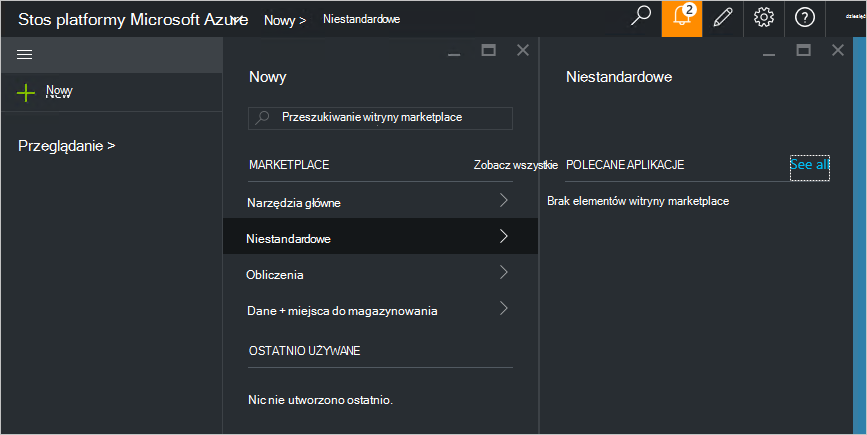 Stos platformy Microsoft Azure
Nowy >
Niestandardowe
2
Nowy
Przeglądanie >
Nowy
Przeszukiwanie witryny marketplace
MARKETPLACE
Zobacz wszystkie
Narzędzia główne
Niestandardowe
Obliczenia
Dane + miejsca do magazynowania
OSTATNIO UŻYWANE
Nic nie utworzono ostatnio.
Niestandardowe
POLECANE APLIKACJE
See all
Brak elementów witryny marketplace